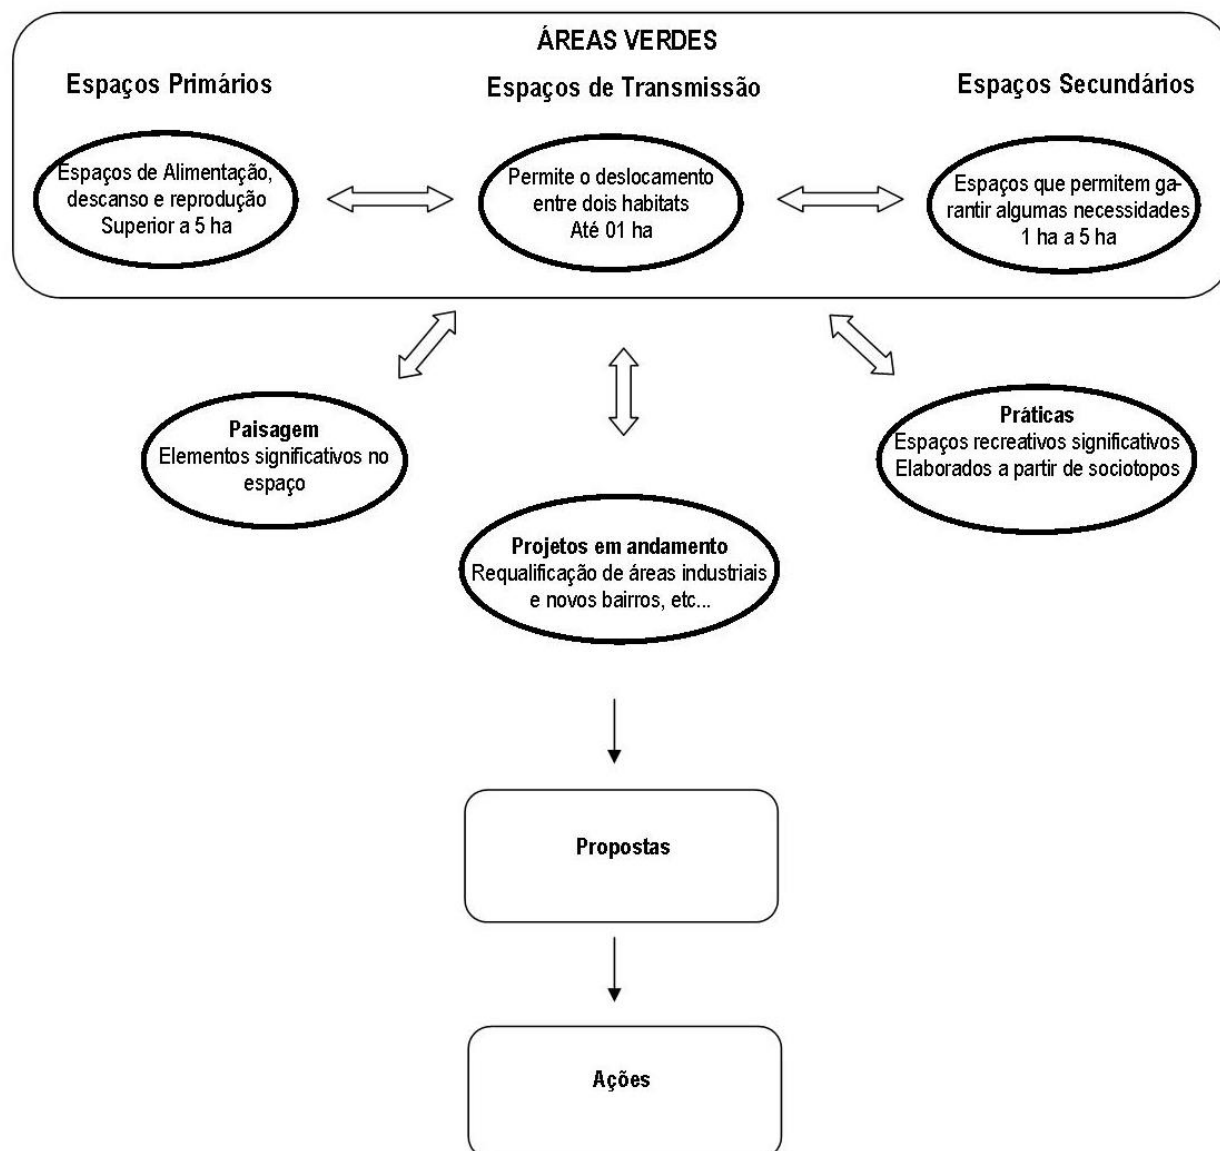 ÁREAS VERDES
Espaços Primários
Espaços de Transmissão
Espaços Secundários
Espaços de Alimentação,
descanso e reprodução
Superior a 5 ha
Permite o deslocamento
entre dois habitats
Até 01 ha
Espaços que permitem ga-
rantir algumas necessidades
1 ha a 5 ha
Paisagem
Elementos significativos no
espaço
Práticas
Espaços recreativos significativos
Elaborados a partir de sociotopos
Projetos em andamento
Requalificação de áreas industriais
e novos bairros, etc...
Propostas
Ações